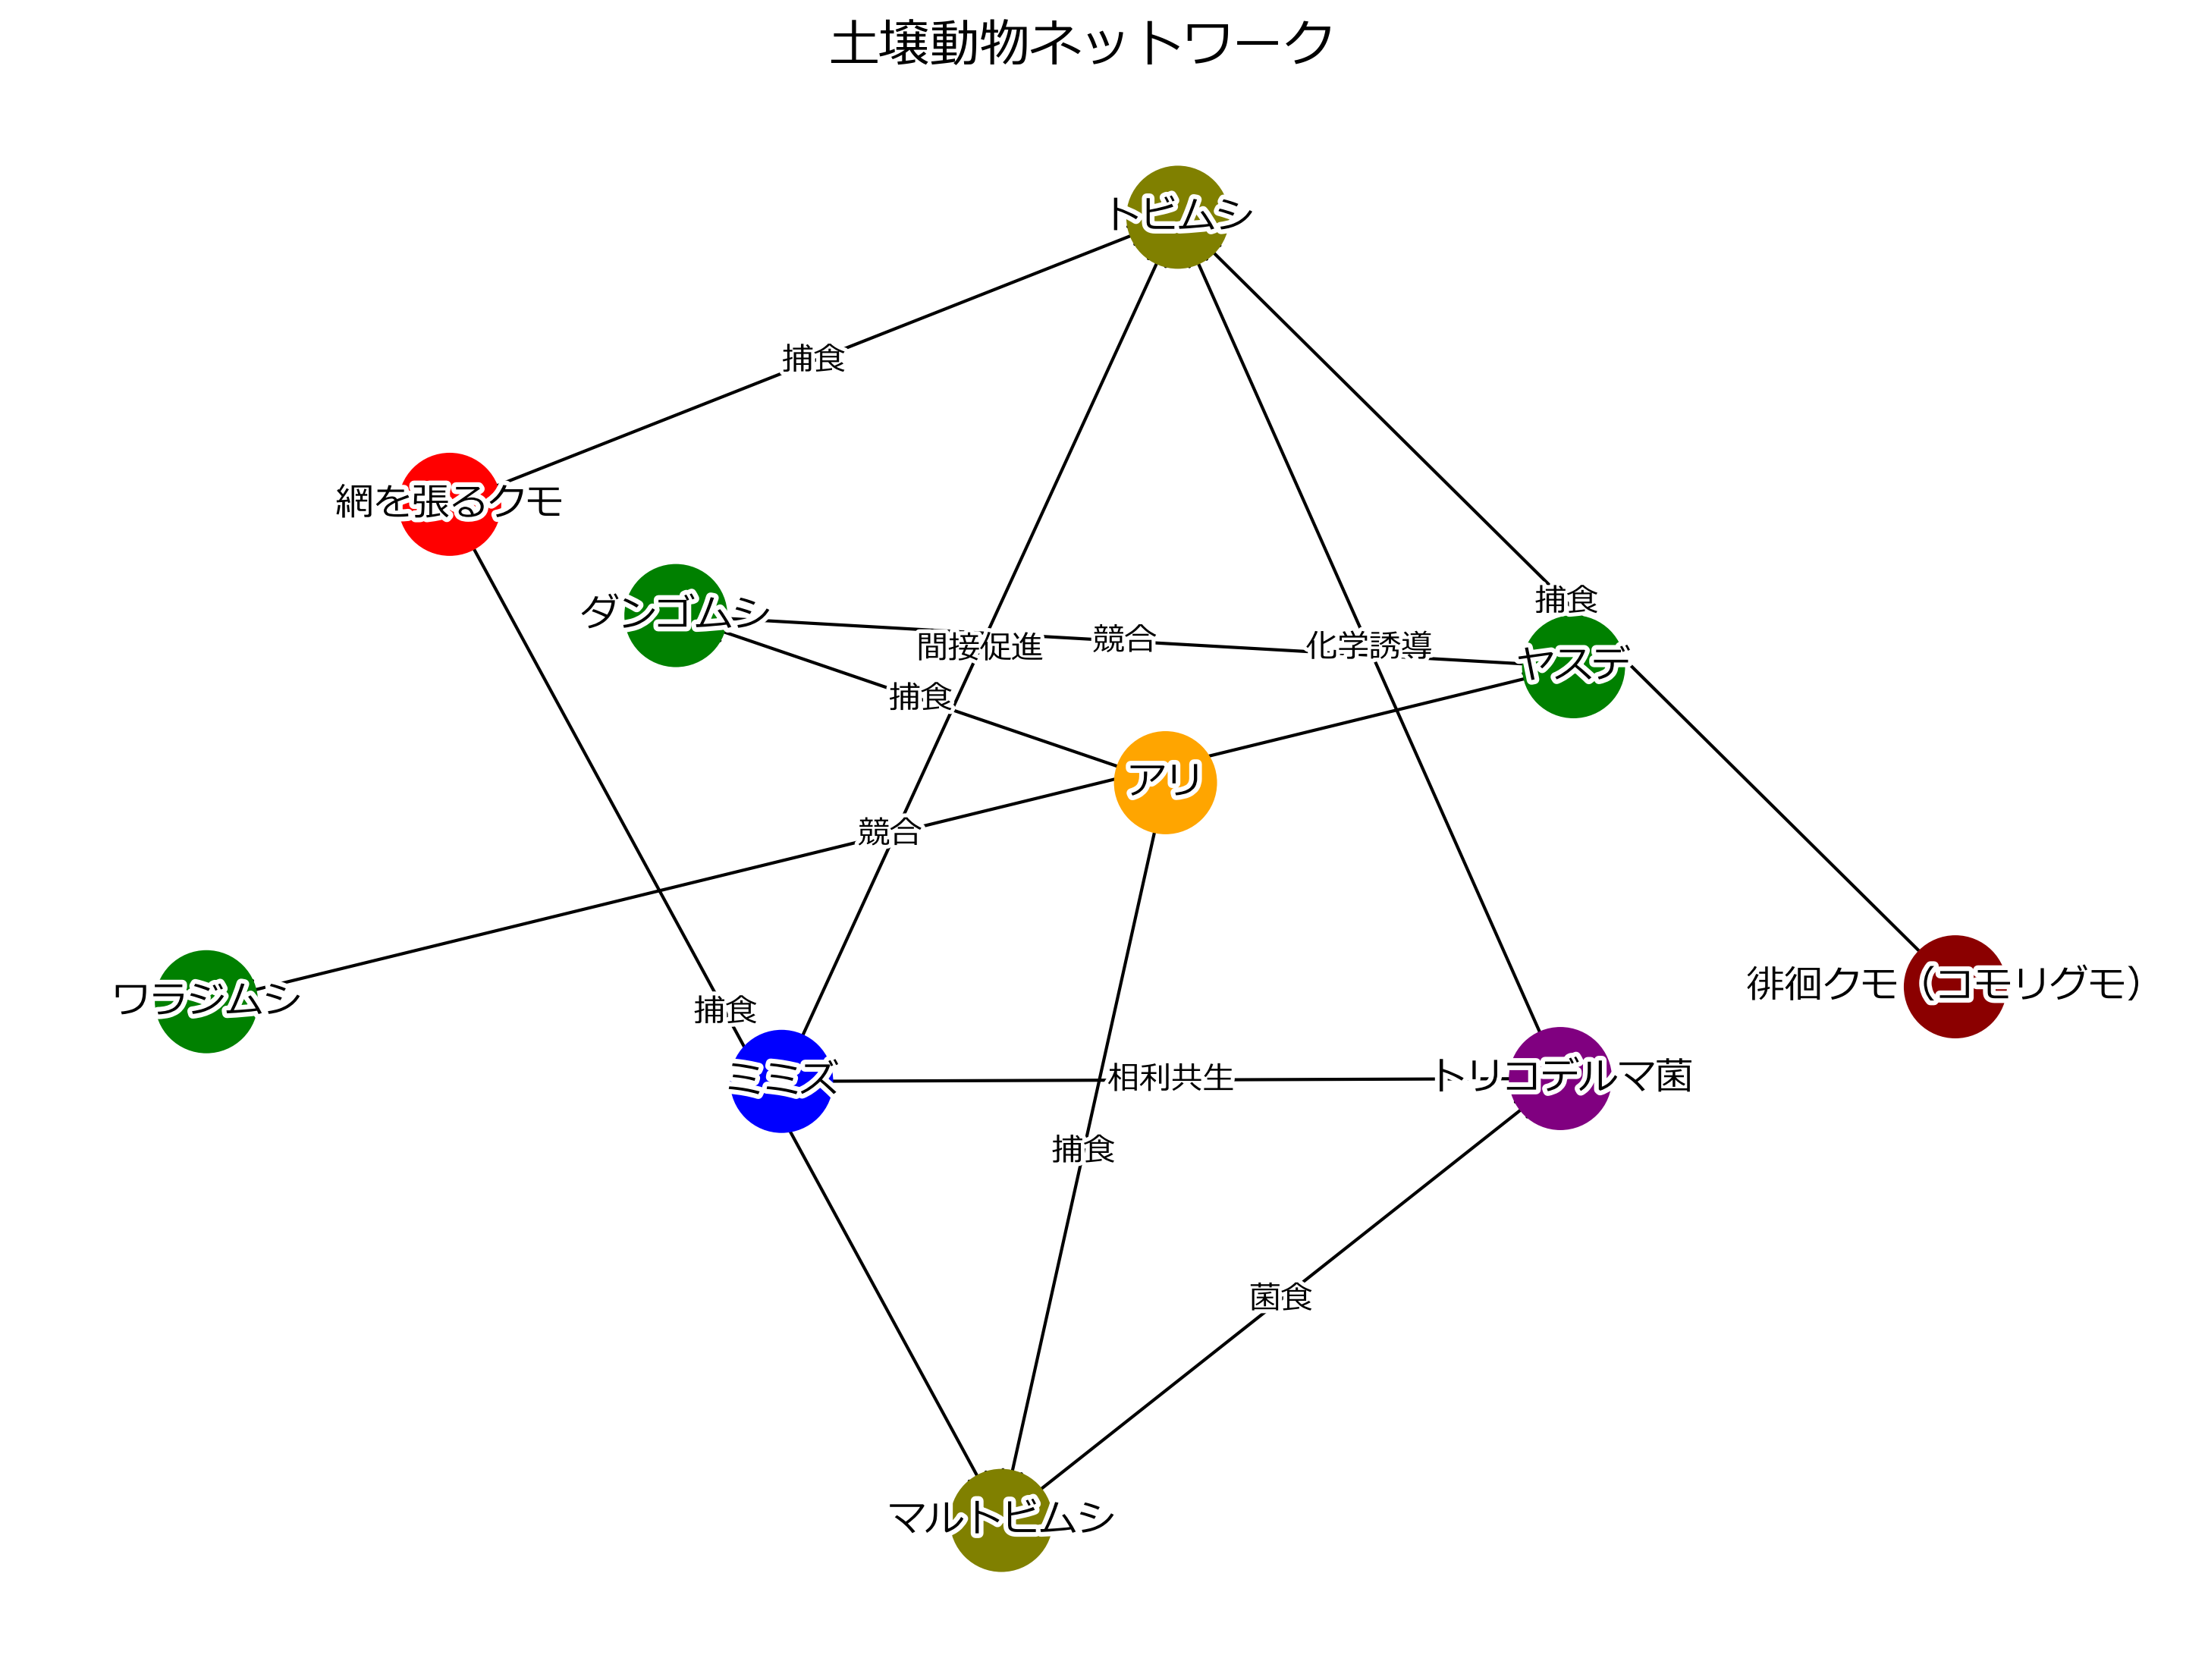 土壌動物ネットワーク
トビムシ
捕食
網を張るクモ
捕食
ダンゴムシ
間接促進
競合
化学誘導
ヤスデ
捕食
アリ
競合
徘徊クモ（コモリグモ）
ワラジムシ
捕食
ミミズ
相利共生
トリコデルマ菌
捕食
菌食
マルトビムシ